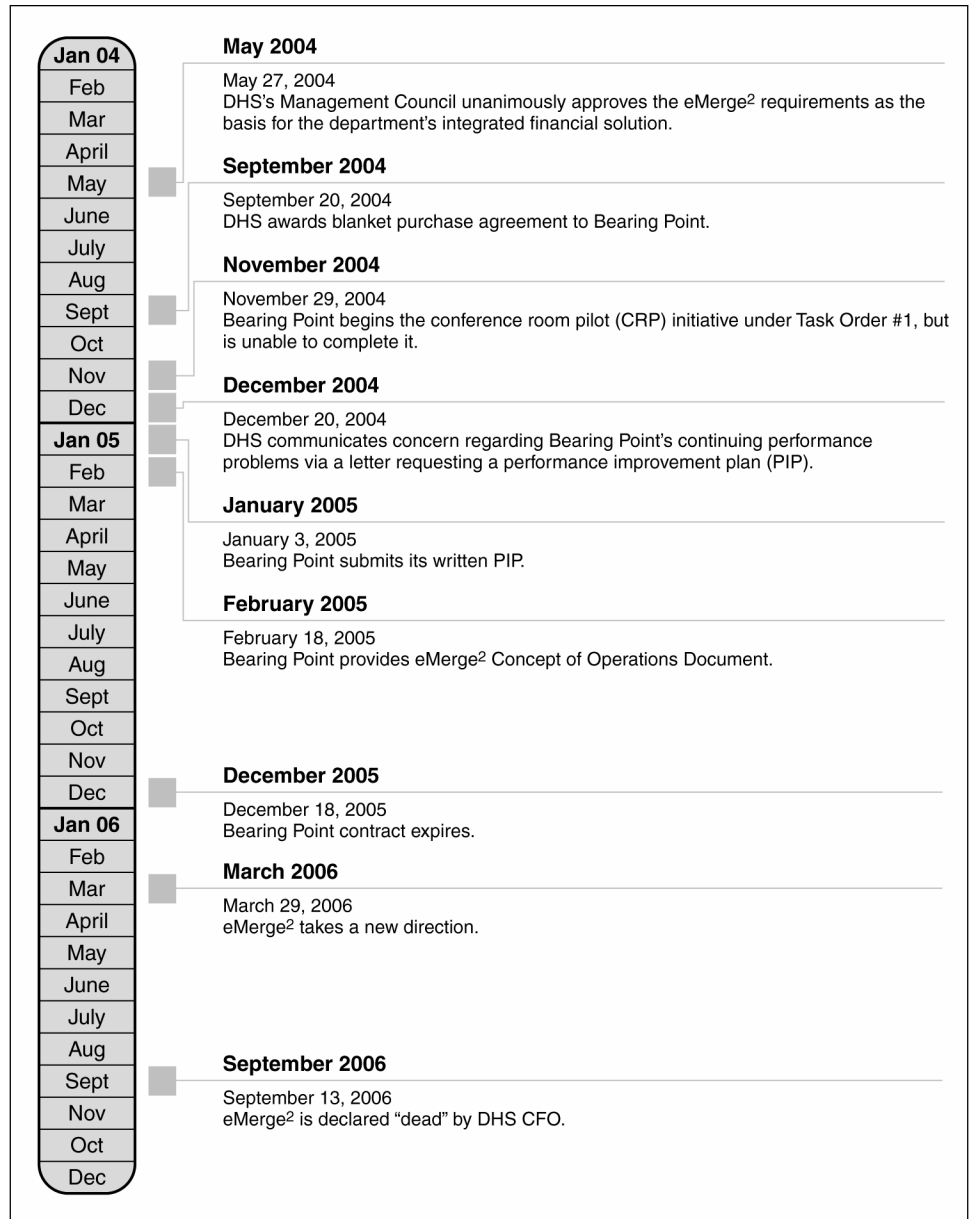 Jan 04
Feb
Mar
April
May
June
July
Aug
Sept
Oct
Nov
Dec
Jan 05
Feb
Mar
April
May
June
July
Aug
Sept
Oct
Nov
Dec
Jan 06
Feb
Mar
April
May
June
July
Aug
Sept
Nov
Oct
Dec
May 2004
May 27, 2004
DHS's Management Council unanimously approves the eMerge² requirements as the
basis for the department's integrated financial solution.
September 2004
September 20, 2004
DHS awards blanket purchase agreement to Bearing Point.
November 2004
November 29, 2004
Bearing Point begins the conference room pilot (CRP) initiative under Task Order #1, but
is unable to complete it.
December 2004
December 20, 2004
DHS communicates concern regarding Bearing Point's continuing performance
problems via a letter requesting a performance improvement plan (PIP).
January 2005
January 3, 2005
Bearing Point submits its written PIP.
February 2005
February 18, 2005
Bearing Point provides eMerge² Concept of Operations Document.
December 2005
December 18, 2005
Bearing Point contract expires.
March 2006
March 29, 2006
eMerge² takes a new direction.
September 2006
September 13, 2006
eMerge² is declared “dead” by DHS CFO.